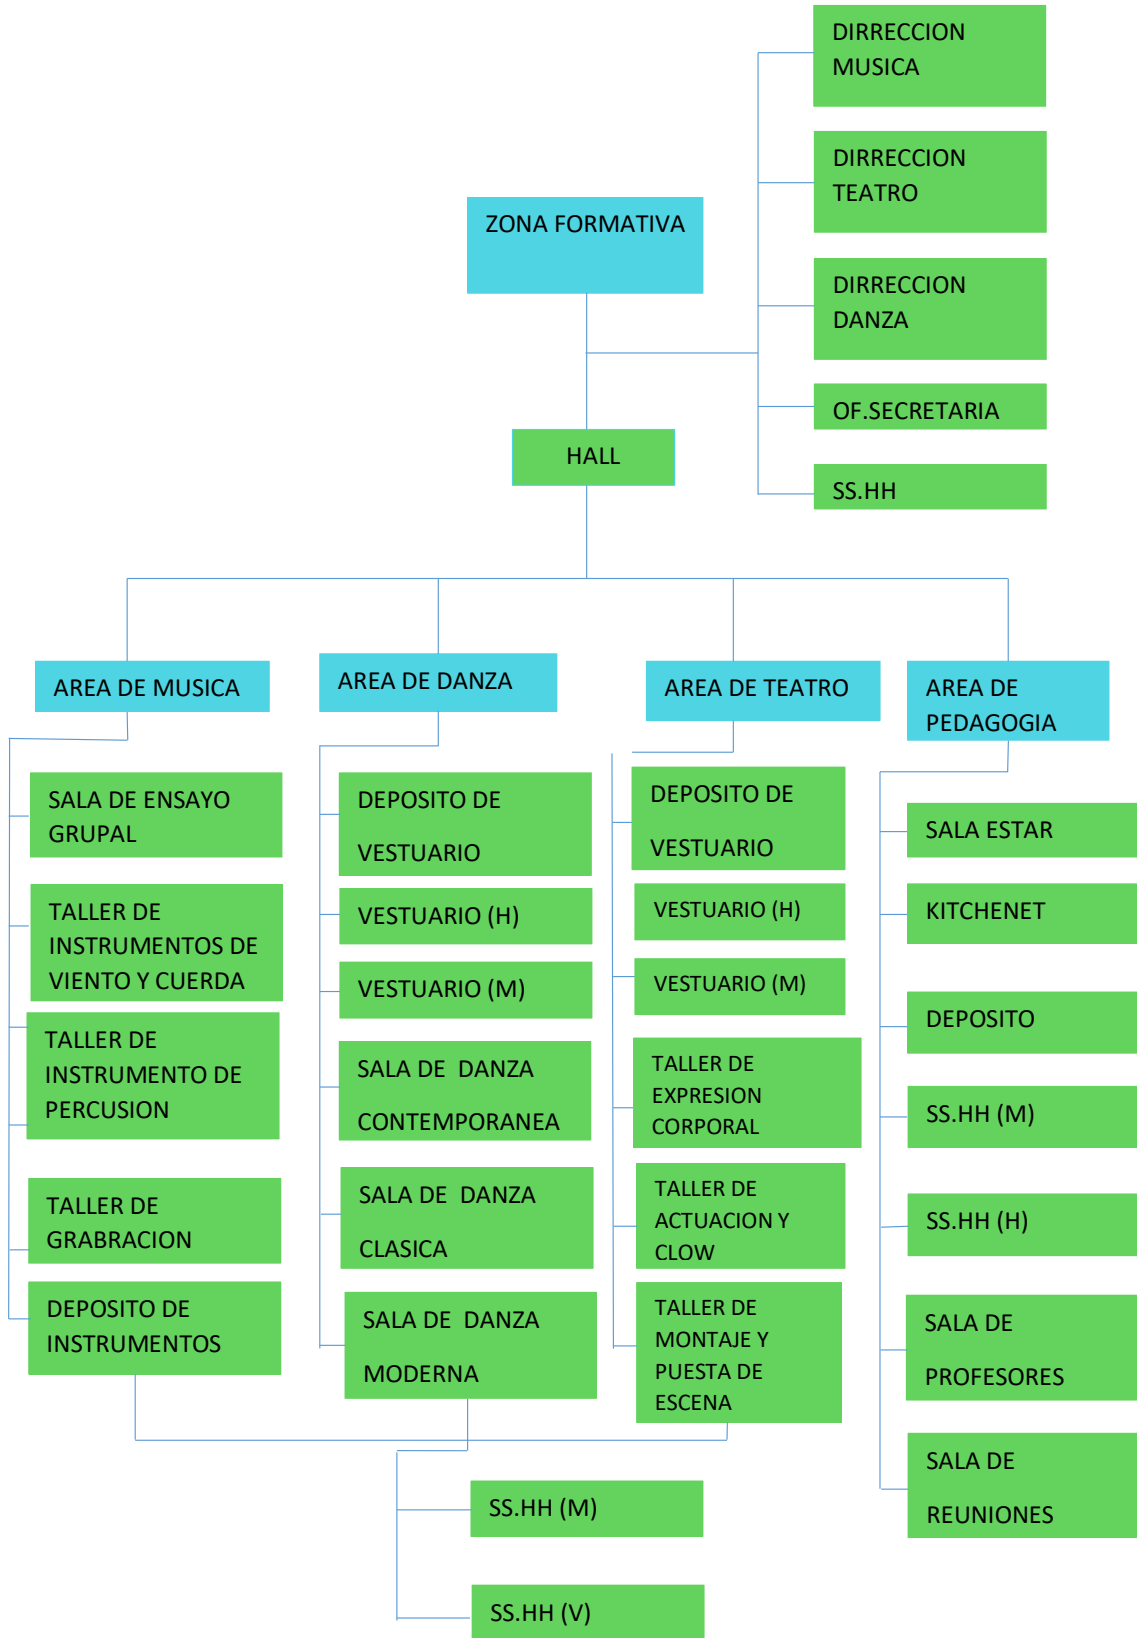 DIRRECCION
MUSICA
DIRRECCION
TEATRO
ZONA FORMATIVA
DIRRECCION
DANZA
OF.SECRETARIA
HALL
SS.HH
AREA DE MUSICA
AREA DE DANZA
AREA DE TEATRO
AREA DE
PEDAGOGIA
SALA DE ENSAYO
GRUPAL
TALLER DE
INSTRUMENTOS DE
VIENTO Y CUERDA
TALLER DE
INSTRUMENTO DE
PERCUSION
TALLER DE
GRABRACION
DEPOSITO DE
INSTRUMENTOS
DEPOSITO DE
VESTUARIO
VESTUARIO (H)
VESTUARIO (M)
SALA DE  DANZA
CONTEMPORANEA
SALA DE  DANZA
CLASICA
SALA DE  DANZA
MODERNA
DEPOSITO DE
VESTUARIO
VESTUARIO (H)
VESTUARIO (M)
TALLER DE
EXPRESION
CORPORAL
TALLER DE
ACTUACION Y
CLOW
TALLER DE
MONTAJE Y
PUESTA DE
ESCENA
SALA ESTAR
KITCHENET
DEPOSITO
SS.HH (M)
SS.HH (H)
SALA DE
PROFESORES
SALA DE
REUNIONES
SS.HH (M)
SS.HH (V)